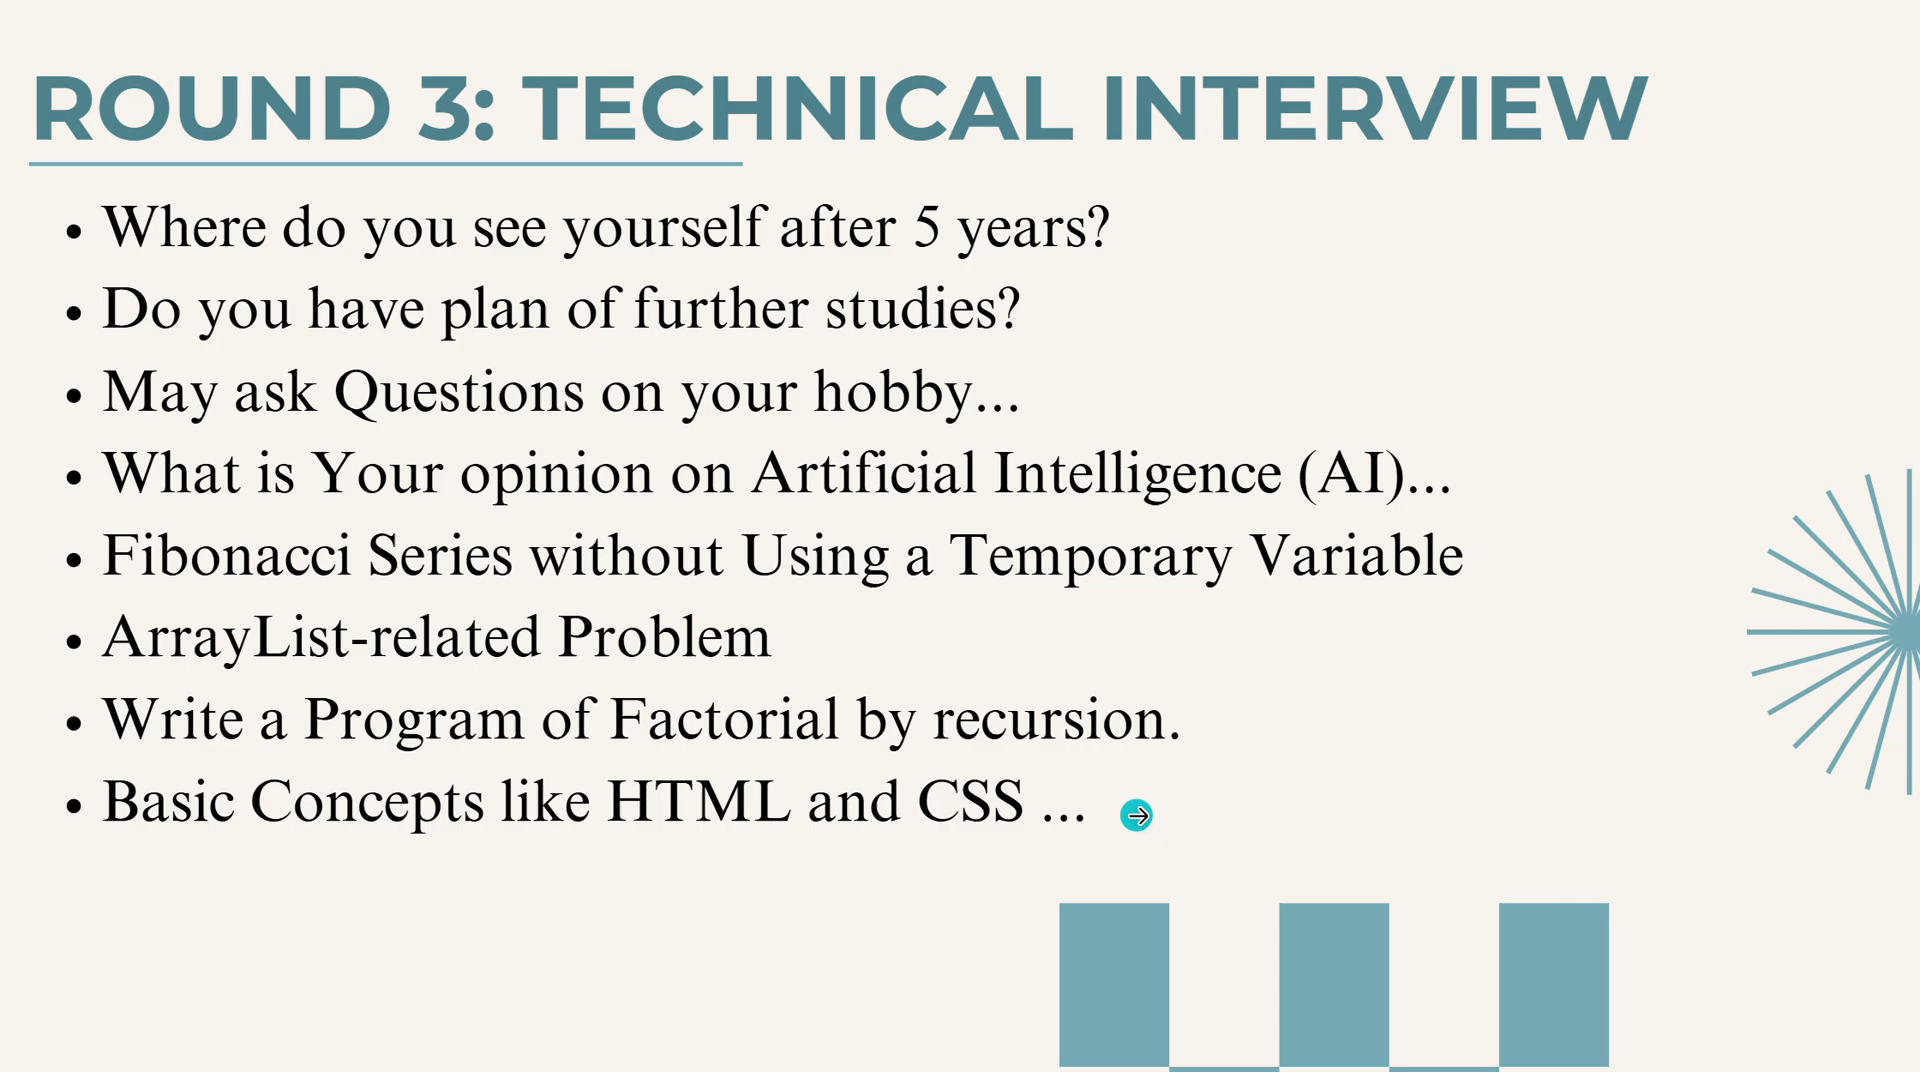 ROUND 3: TECHNICAL INTERVIEW
• Where do you see yourself after 5 years?
• Do you have plan of further studies?
• May ask Questions on your hobby...
• What is Your opinion on Artificial Intelligence (AI)...
• Fibonacci Series without Using a Temporary Variable
• ArrayList-related Problem
• Write a Program of Factorial by recursion.
• Basic Concepts like HTML and CSS ...